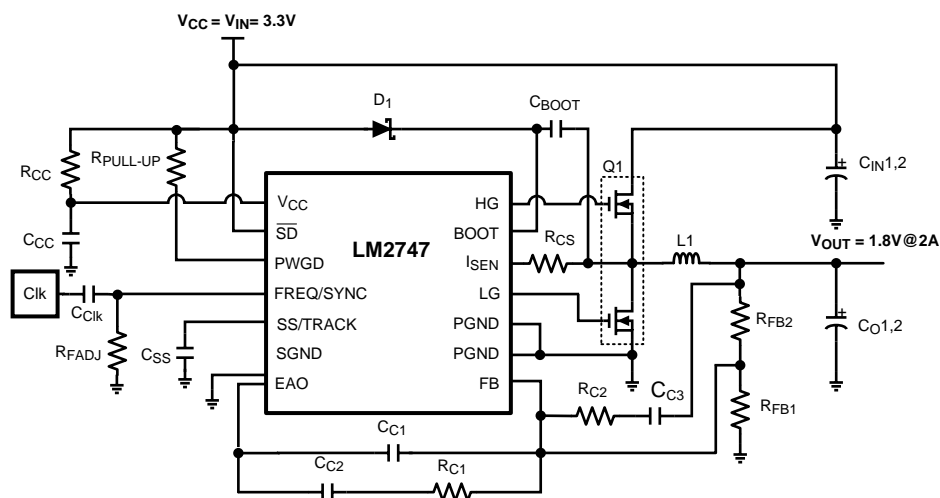 VCC = VIN= 3.3V
D1
CBOOT
RCC
RPULL-UP
Q1
CIN1,2
VCC
HG
SD
BOOT
LM2747
RCS
L1
VOUT = 1.8V@2A
CCC
PWGD
ISEN
Clk
CClk
FREQ/SYNC
LG
RFADJ
CSS
SS/TRACK
PGND
SGND
PGND
EAO
FB
RFB2
CO1,2
RC2
CC3
RFB1
CC1
CC2
RC1